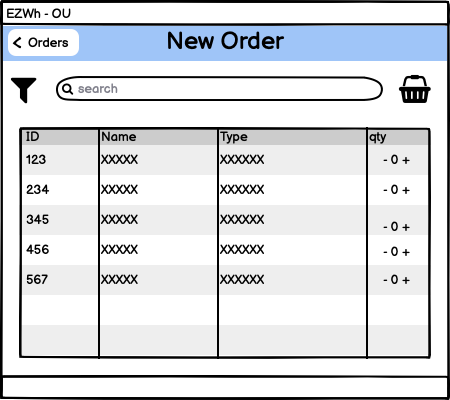 EZWh - OU
Orders
New Order
search
ID Name Type qty
123 XXXXX XXXXXX - 0 +
234 XXXXX XXXXXX - 0 +
345 XXXXX XXXXXX - 0 +
456 XXXXX XXXXXX - 0 +
567 XXXXX XXXXXX - 0 +